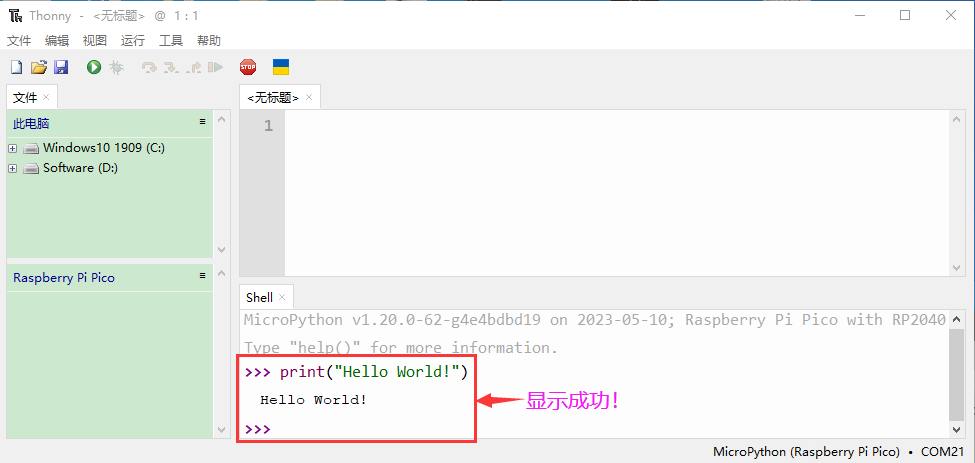 Thonny - <无标题> @ 1 : 1
文件 编辑 视图 运行 工具 帮助
STOP
文件 ×
此电脑
Windows10 1909 (C:)
Software (D:)
Raspberry Pi Pico
<无标题> ×
1
Shell ×
MicroPython v1.20.0-62-g4e4bdbd19 on 2023-05-10; Raspberry Pi Pico with RP2040
Type "help()" for more information.
>>> print("Hello World!")
Hello World!
>>>
显示成功!
MicroPython (Raspberry Pi Pico) • COM21